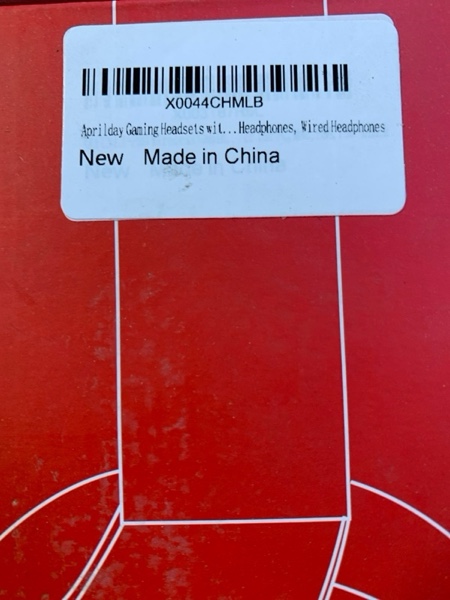 X0044CHMLB
Aprilday Gaming Headsets wit... Headphones, Wired Headphones
New Made in China